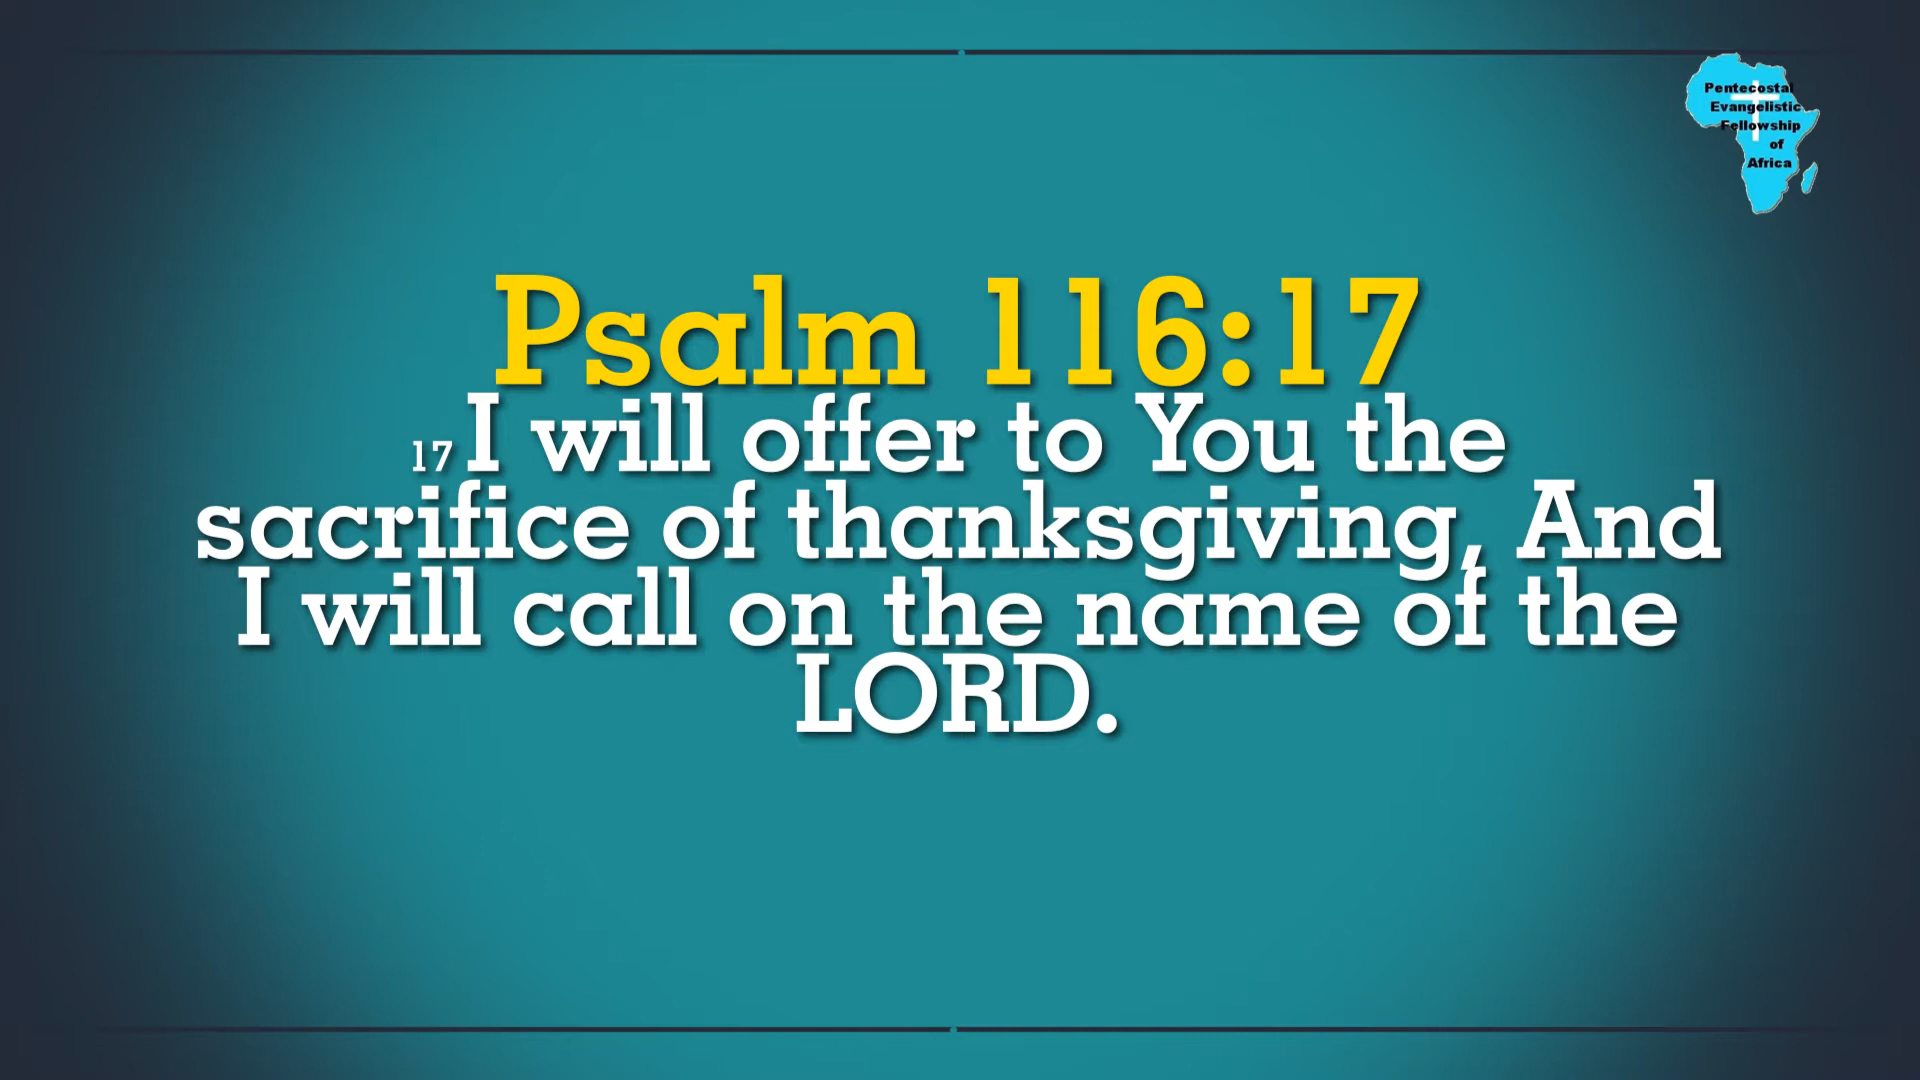 Pentecostal
Evangelistic
Fellowship
of
Africa
Psalm 116:17
17 I will offer to You the
sacrifice of thanksgiving, And
I will call on the name of the
LORD.